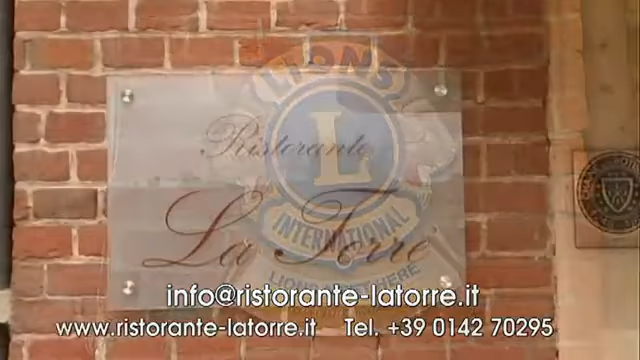 LIONS
L
Ristorante
INTERNATIONAL
La Torre
info@ristorante-latorre.it
www.ristorante-latorre.it Tel. +39 0142 70295